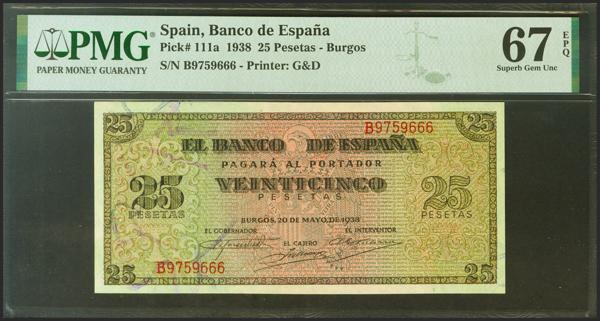 PMG
PAPER MONEY GUARANTY
Spain, Banco de España
Pick# 111a 1938 25 Pesetas - Burgos
S/N B9759666 - Printer: G&D
67 EPQ
Superb Gem Unc
25 25
B9759666
EL BANCO DE ESPAÑA
PAGARÁ AL PORTADOR
25 VEINTICINCO 25
PESETAS PESETAS PESETAS
BURGOS, 20 DE MAYO DE 1938
EL GOBERNADOR EL CAJERO EL INTERVENTOR
B9759666
25 25